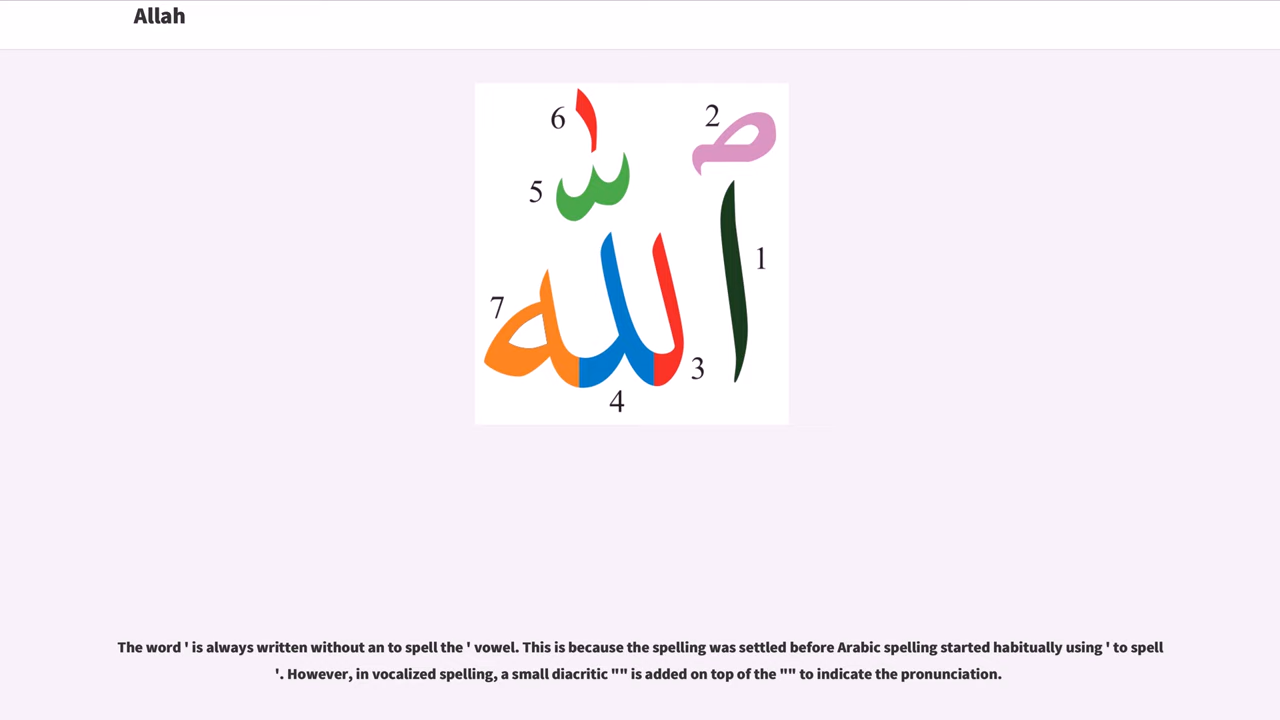 Allah
6
2
5
1
7
3
4
ٱللّٰه
The word ' is always written without an to spell the ' vowel. This is because the spelling was settled before Arabic spelling started habitually using ' to spell
'. However, in vocalized spelling, a small diacritic "" is added on top of the "" to indicate the pronunciation.